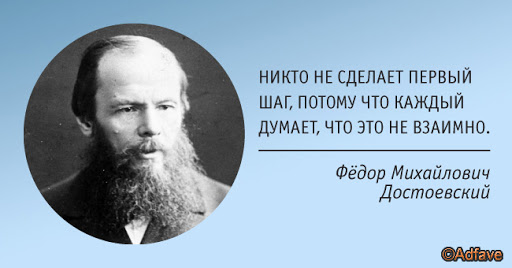 НИКТО НЕ СДЕЛАЕТ ПЕРВЫЙ
ШАГ, ПОТОМУ ЧТО КАЖДЫЙ
ДУМАЕТ, ЧТО ЭТО НЕ ВЗАИМНО.
Фёдор Михайлович
Достоевский
©Adfave